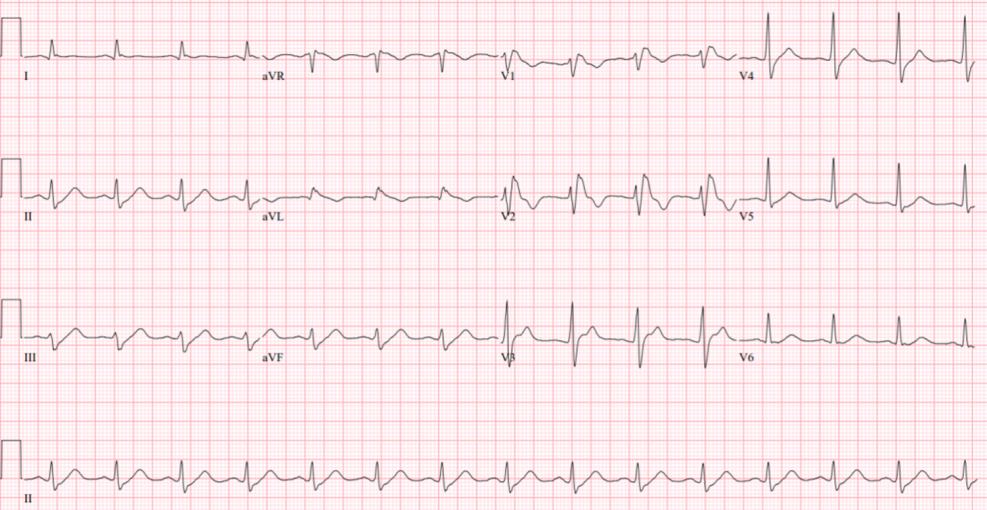 I aVR V1 V4
II aVL V2 V5
III aVF V3 V6
II